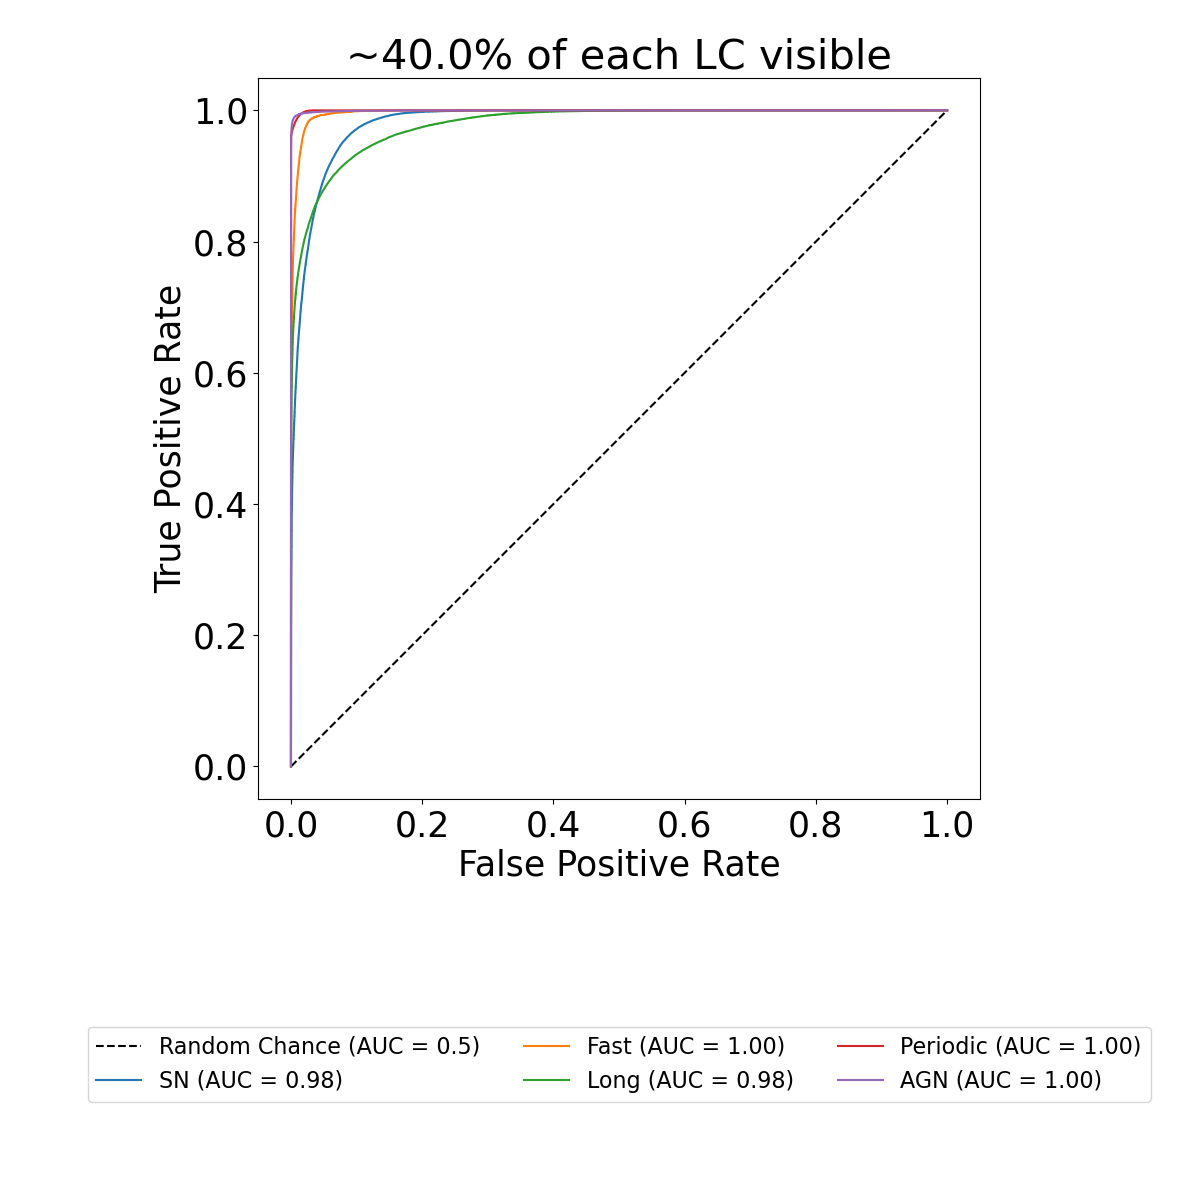 ~40.0% of each LC visible
True Positive Rate
1.0
0.8
0.6
0.4
0.2
0.0
0.0 0.2 0.4 0.6 0.8 1.0
False Positive Rate
Random Chance (AUC = 0.5) Fast (AUC = 1.00) Periodic (AUC = 1.00)
SN (AUC = 0.98) Long (AUC = 0.98) AGN (AUC = 1.00)